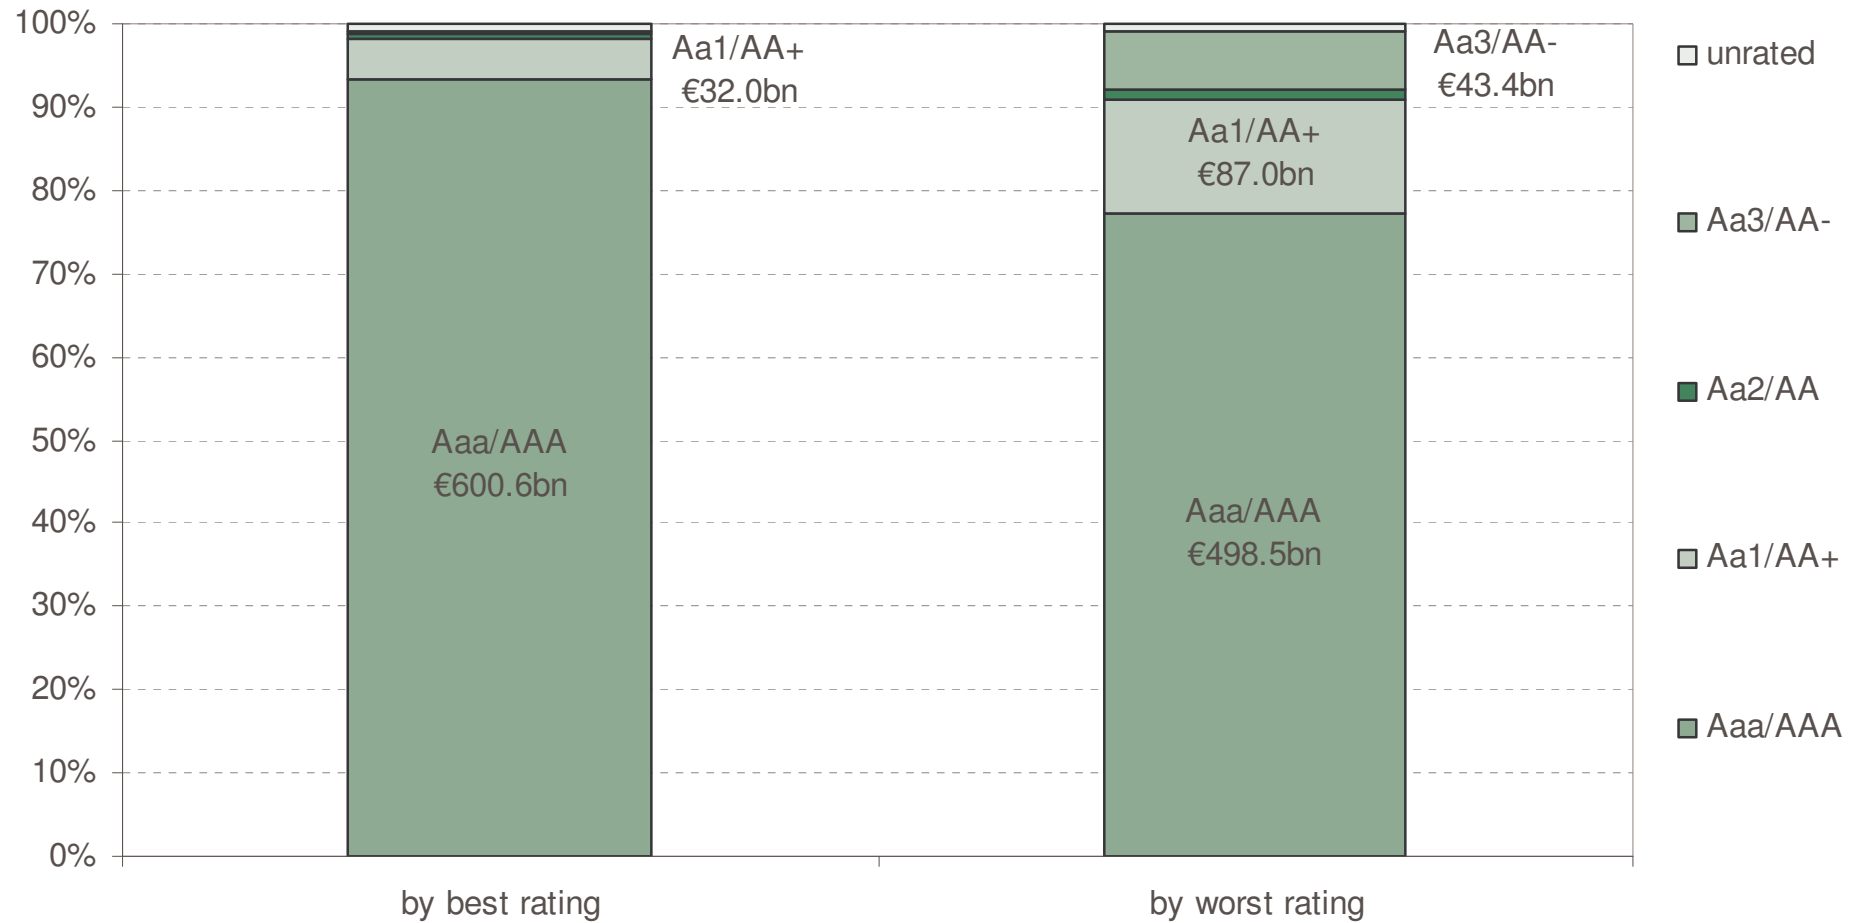 100%
90%
80%
70%
60%
50%
40%
30%
20%
10%
0%
Aa1/AA+
€32.0bn
Aaa/AAA
€600.6bn
Aa3/AA-
€43.4bn
Aa1/AA+
€87.0bn
Aaa/AAA
€498.5bn
by best rating
by worst rating
unrated
Aa3/AA-
Aa2/AA
Aa1/AA+
Aaa/AAA